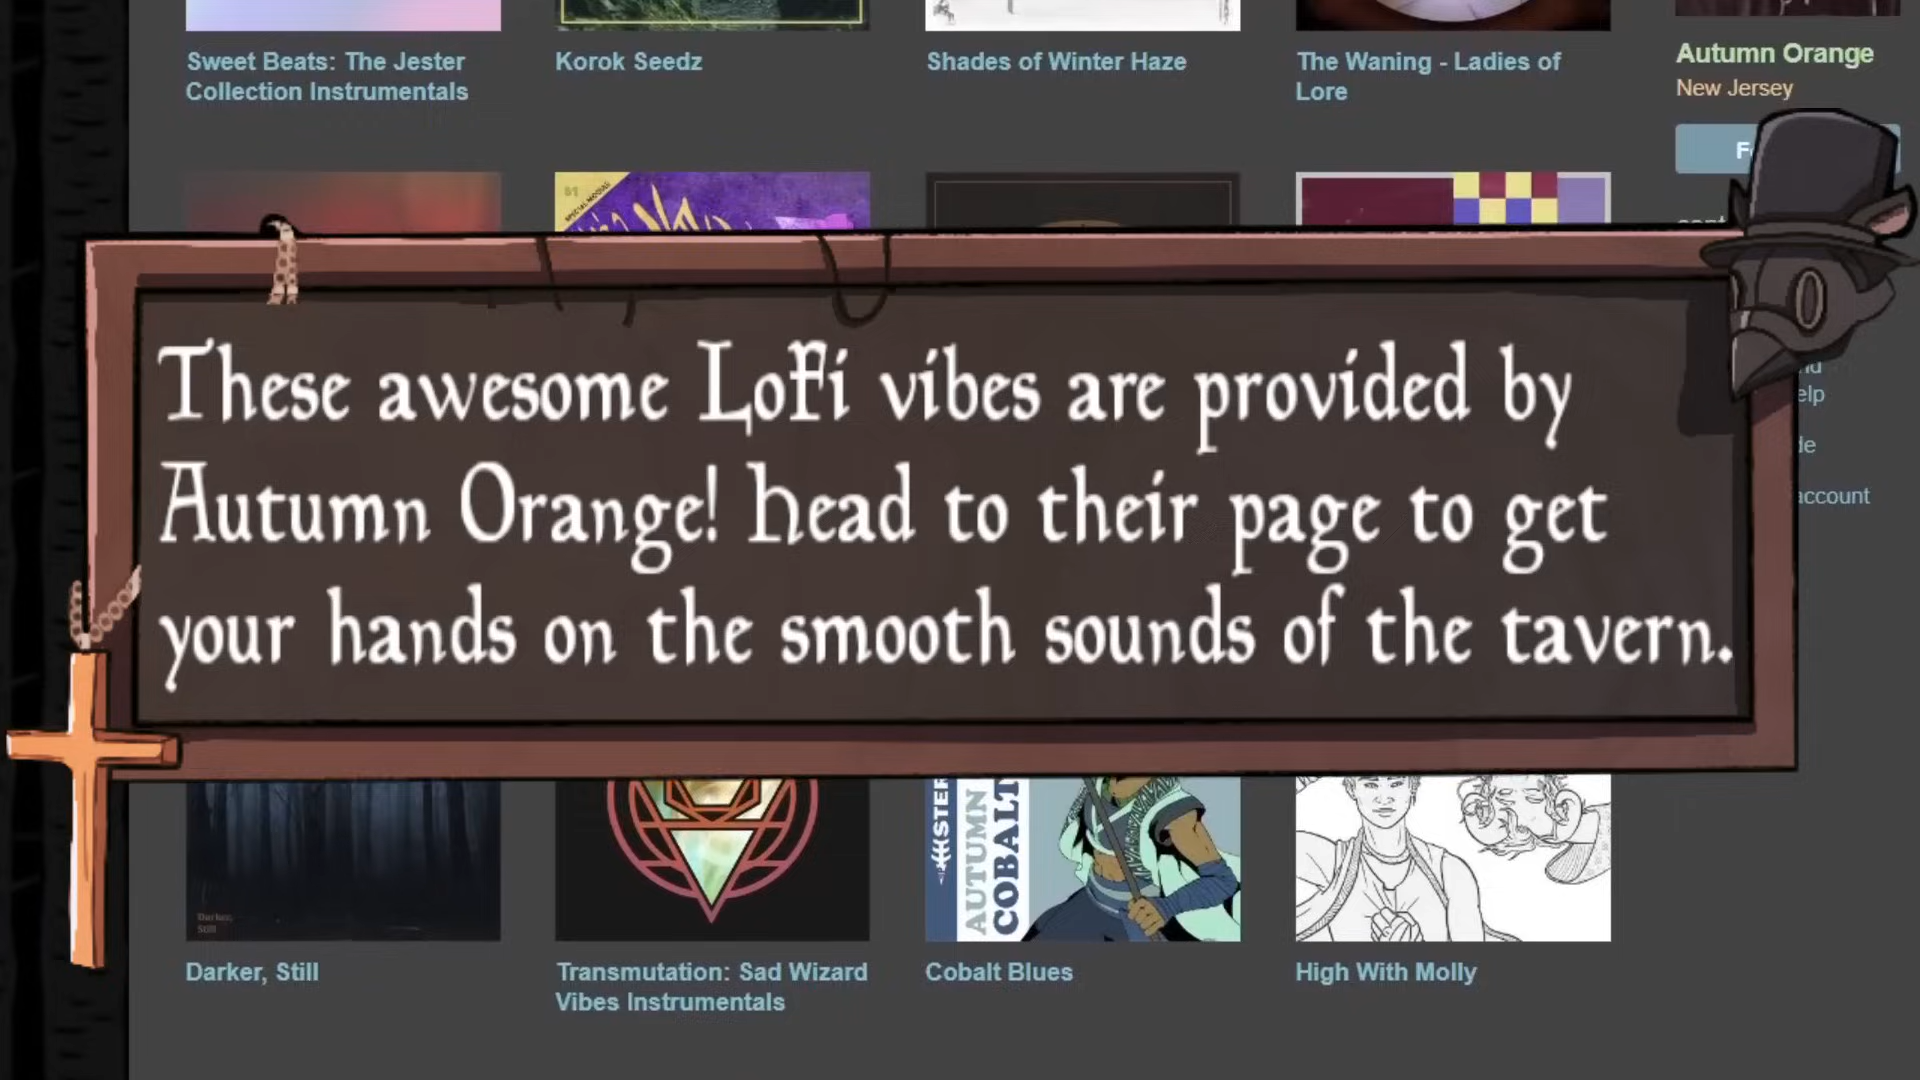 Sweet Beats: The Jester
Collection Instrumentals
Korok Seedz
Shades of Winter Haze
The Waning - Ladies of
Lore
Autumn Orange
New Jersey
These awesome LoFi vibes are provided by
Autumn Orange! Head to their page to get
your hands on the smooth sounds of the tavern.
account
AUTUMN
COBALT
Darker,
Still
Darker, Still
Transmutation: Sad Wizard
Vibes Instrumentals
Cobalt Blues
High With Molly